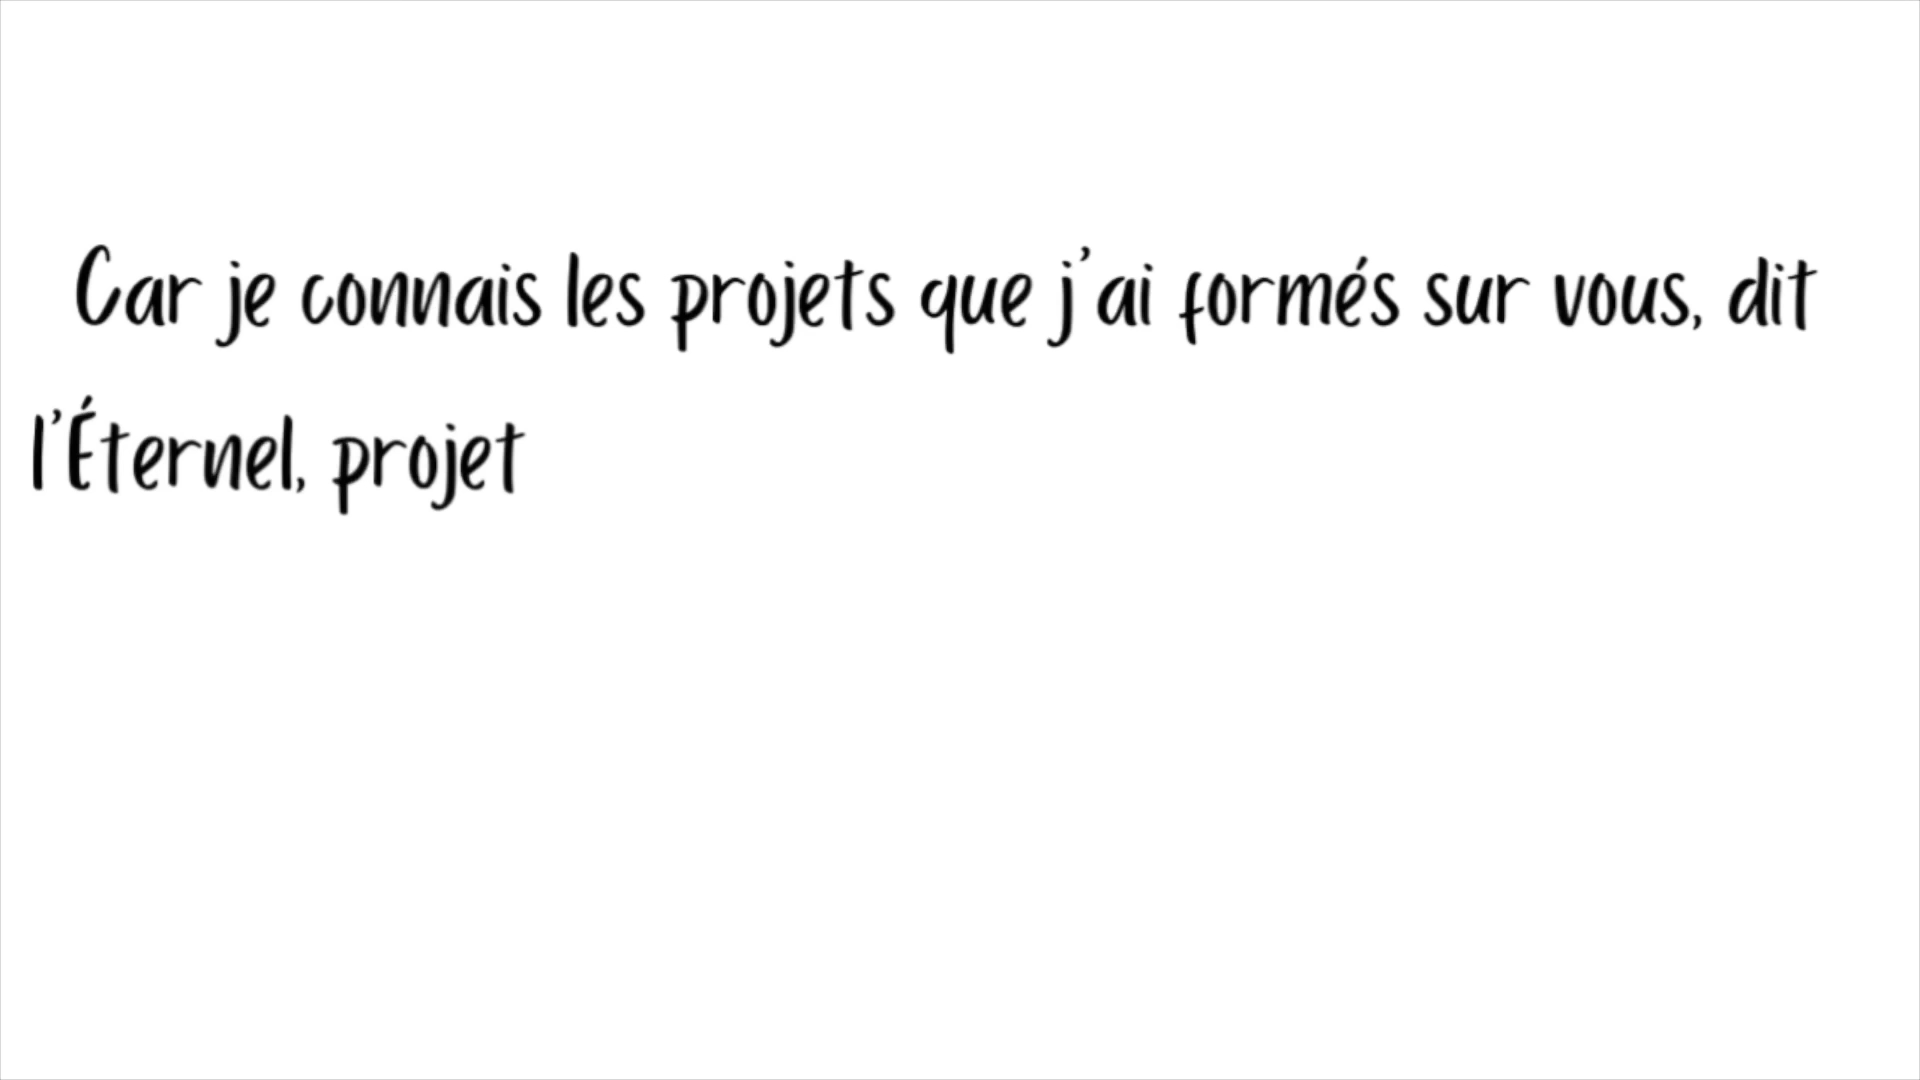 Car je connais les projets que j'ai formés sur vous, dit
l'Éternel, projet